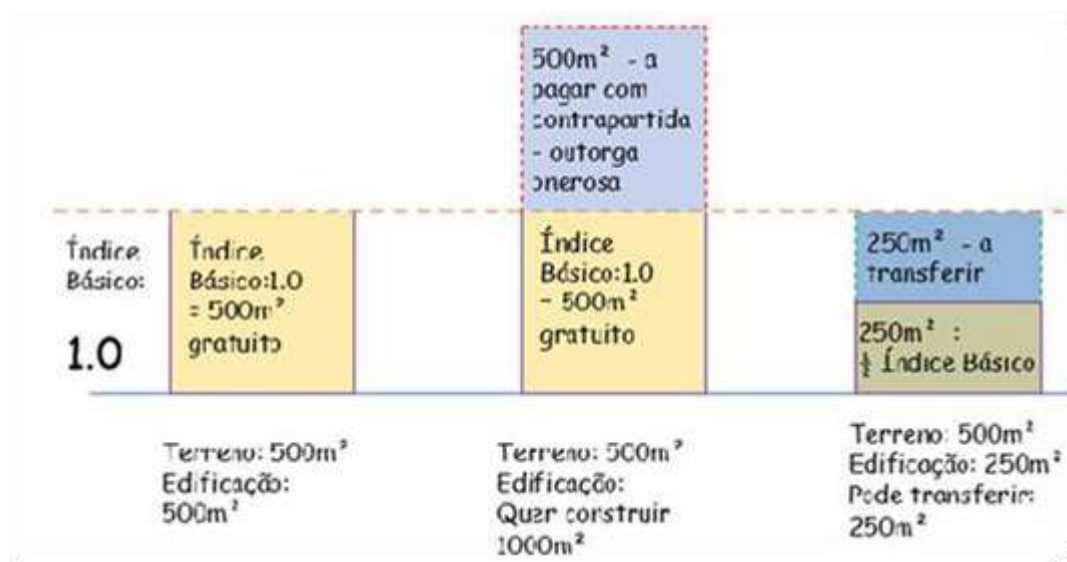 500m² - a
pagar com
contrapartida
- outorga
onerosa
Índice
Básico:
1.0
Índice
Básico:1.0
= 500m²
gratuito
Índice
Básico:1.0
- 500m²
gratuito
250m² - a
transferir
250m² :
½ Índice Básico
Terreno: 500m²
Edificação:
500m²
Terreno: 500m²
Edificação:
Quer construir
1000m²
Terreno: 500m²
Edificação: 250m²
Pode transferir:
250m²